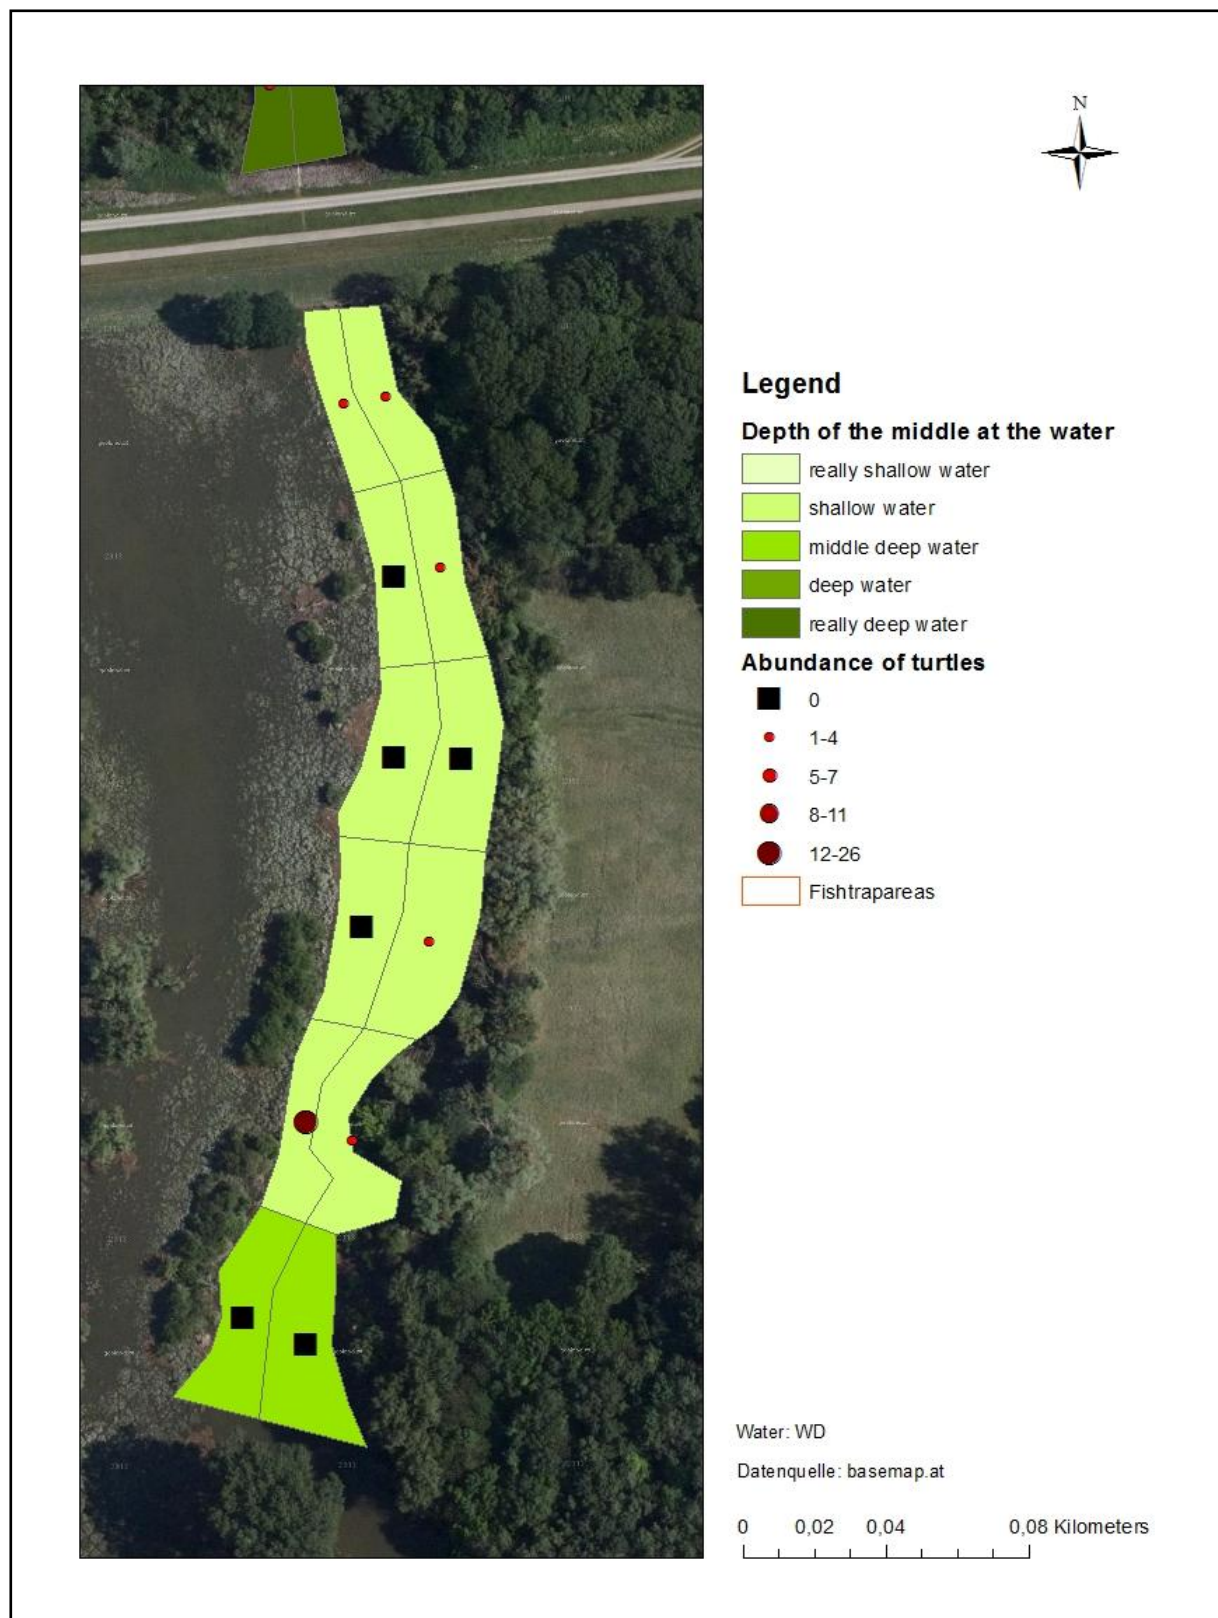 N
Legend
Depth of the middle at the water
really shallow water
shallow water
middle deep water
deep water
really deep water
Abundance of turtles
0
1-4
5-7
8-11
12-26
Fishtrapareas
Water: WD
Datenquelle: basemap.at
0 0,02 0,04 0,08 Kilometers